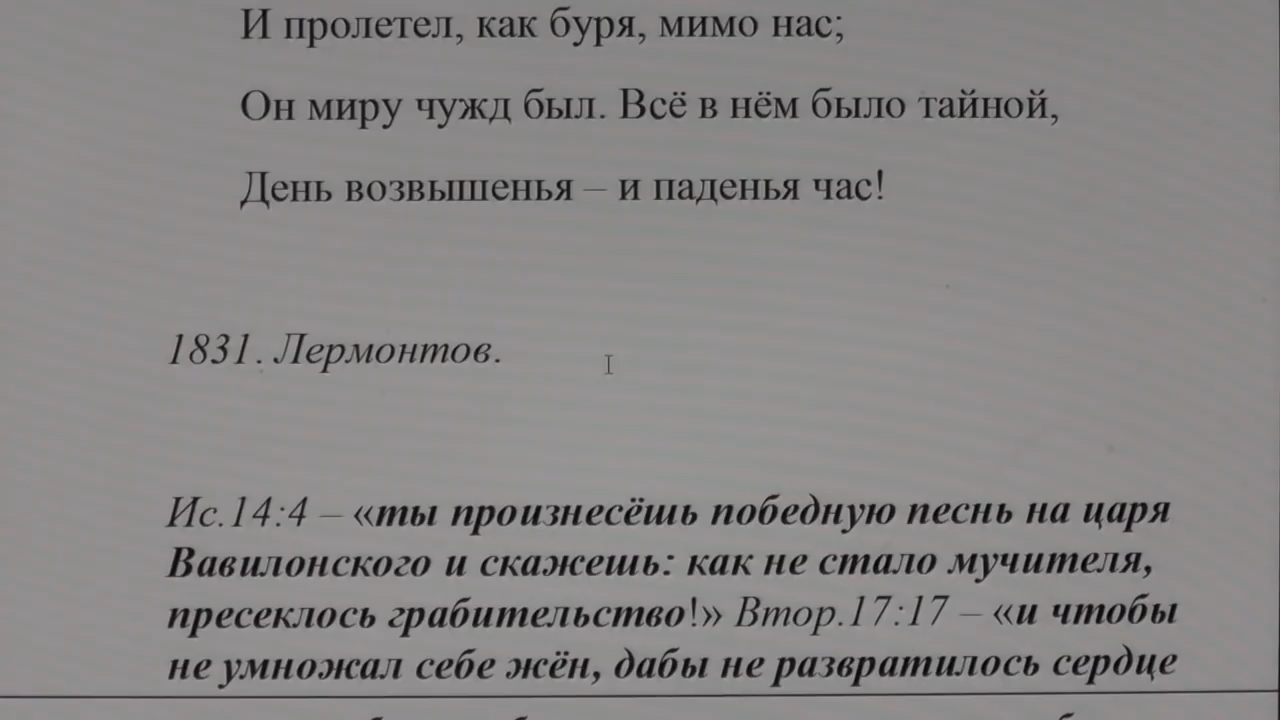 И пролетел, как буря, мимо нас;
Он миру чужд был. Всё в нём было тайной,
День возвышенья – и паденья час!
1831. Лермонтов.
Ис.14:4 – «ты произнесёшь победную песнь на царя
Вавилонского и скажешь: как не стало мучителя,
пресеклось грабительство!» Втор.17:17 – «и чтобы
не умножал себе жён, дабы не развратилось сердце